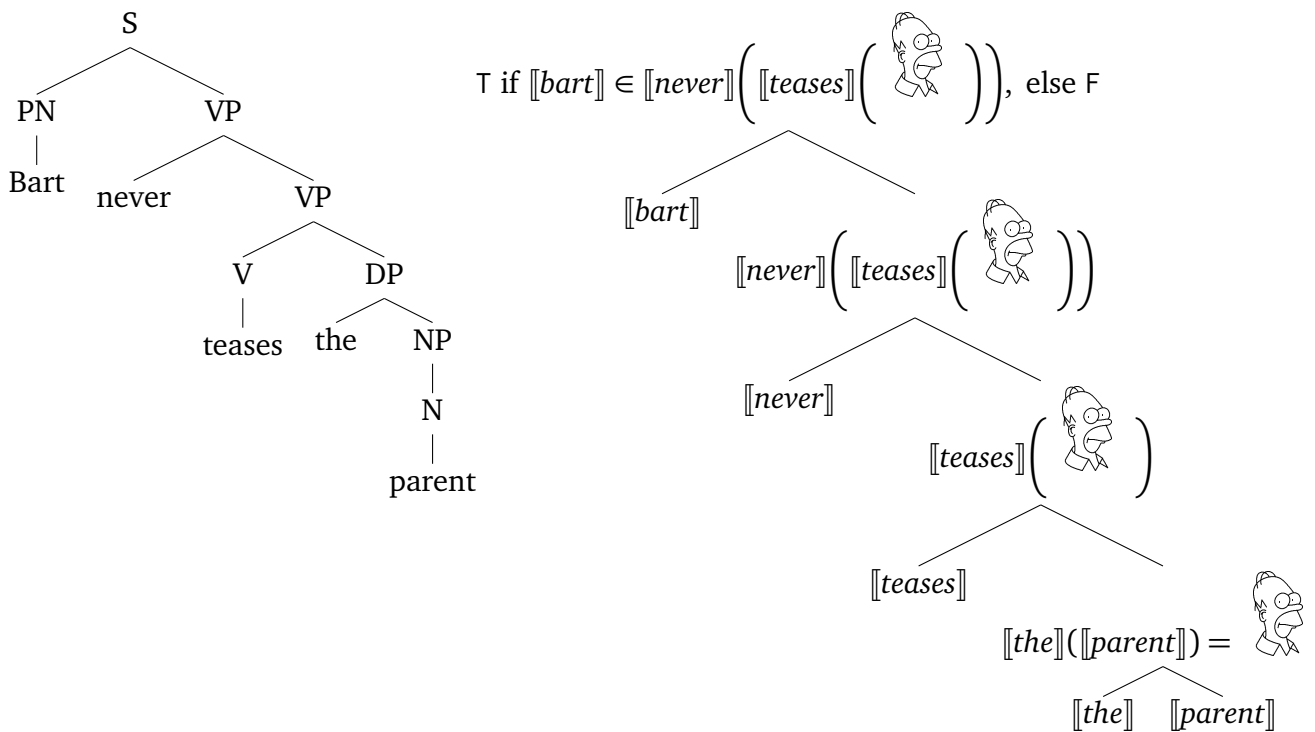 S
PN VP
Bart never VP
V DP
teases the NP
N
parent
T if ⟦bart⟧ ∈ ⟦never⟧(⟦teases⟧( )), else F
⟦bart⟧
⟦never⟧(⟦teases⟧( ))
⟦never⟧
⟦teases⟧( )
⟦teases⟧
⟦the⟧(⟦parent⟧) =
⟦the⟧ ⟦parent⟧